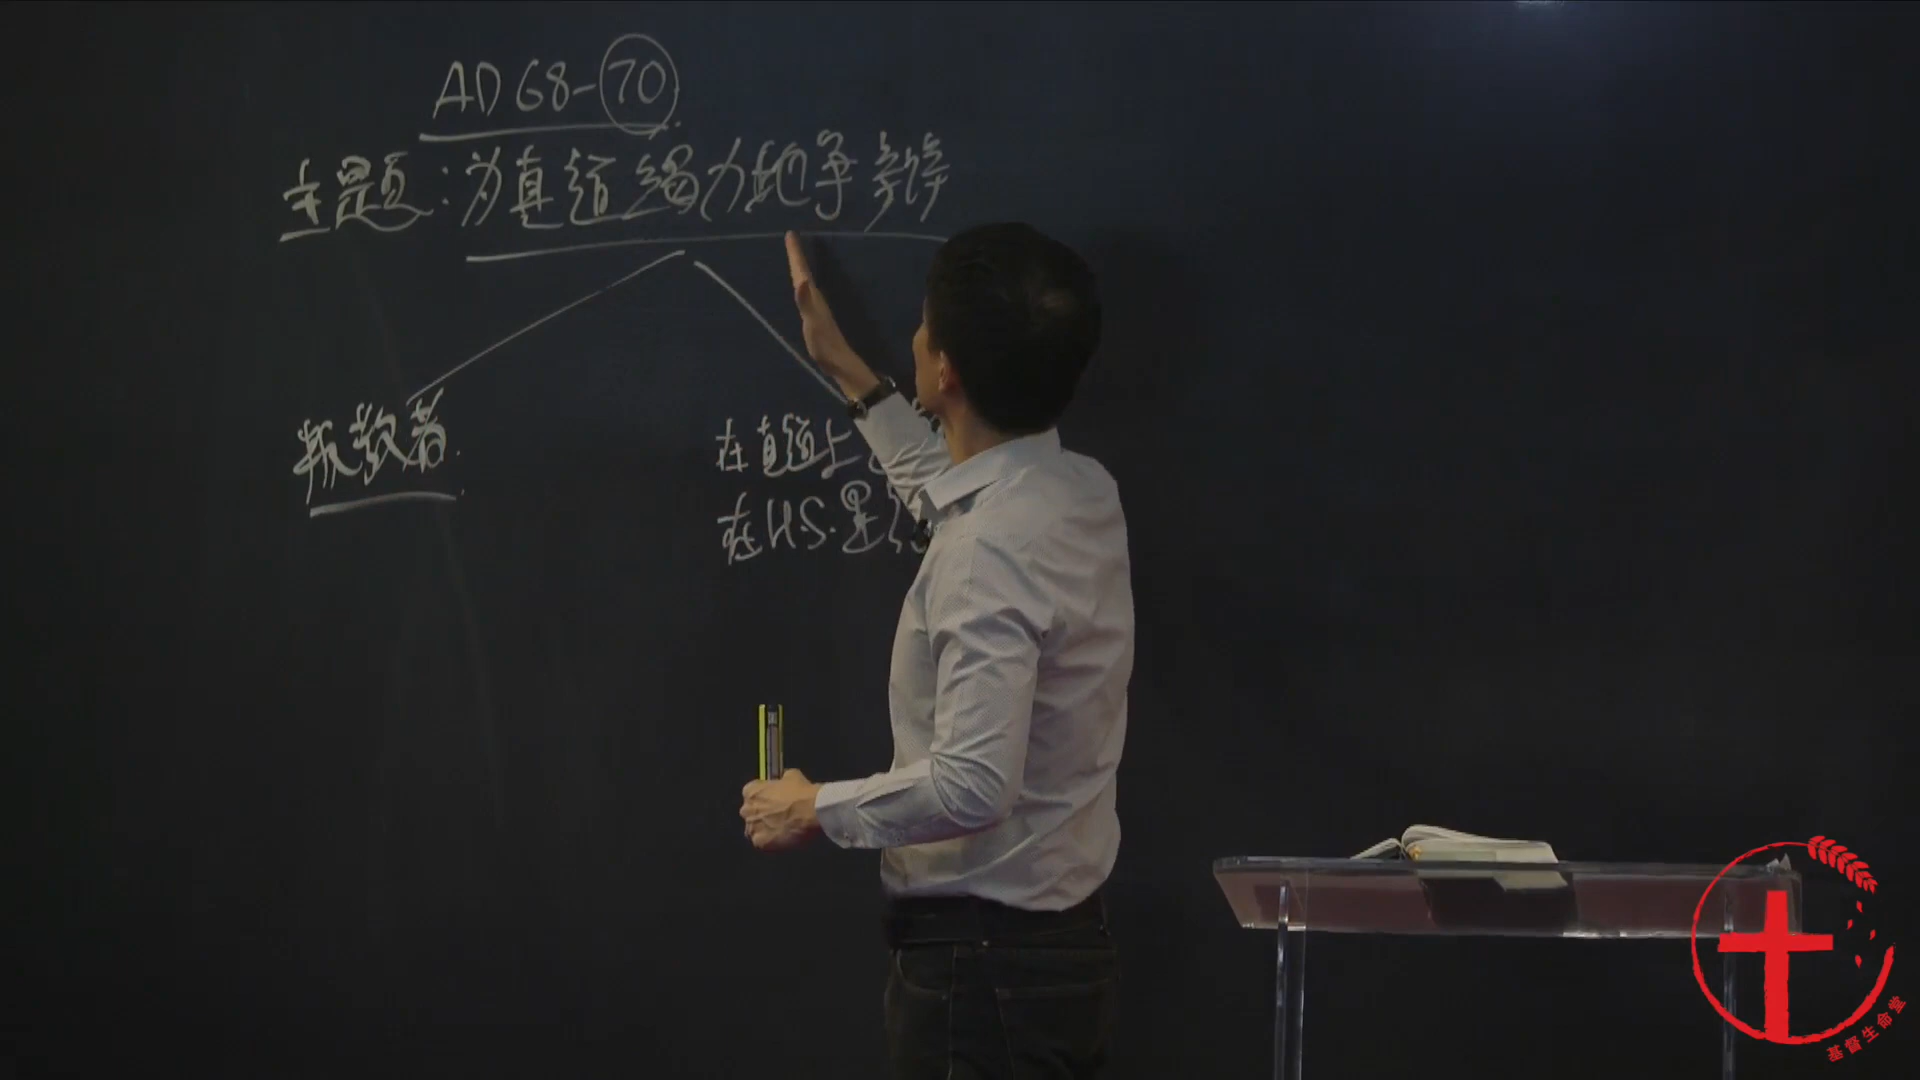 AD 68-70
主题:为真道竭力地争辩
叛教者.
在真道上
在H.S.里
基督生命堂